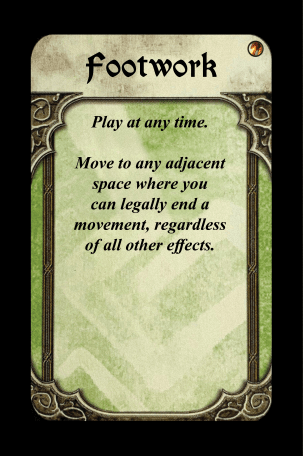 Footwork
Play at any time.
Move to any adjacent
space where you
can legally end a
movement, regardless
of all other effects.